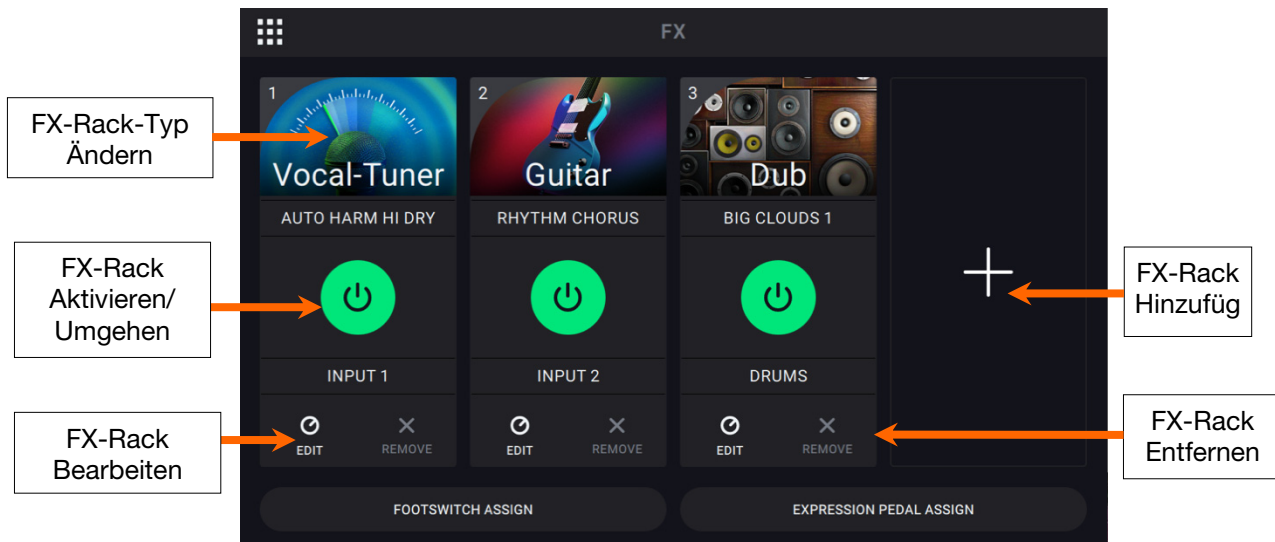 FX
FX-Rack-Typ
Ändern
1
Vocal-Tuner
2
Guitar
3
Dub
AUTO HARM HI DRY
RHYTHM CHORUS
BIG CLOUDS 1
FX-Rack
Aktivieren/
Umgehen
FX-Rack
Hinzufüg
INPUT 1
INPUT 2
DRUMS
FX-Rack
Bearbeiten
EDIT
REMOVE
EDIT
REMOVE
EDIT
REMOVE
FX-Rack
Entfernen
FOOTSWITCH ASSIGN
EXPRESSION PEDAL ASSIGN